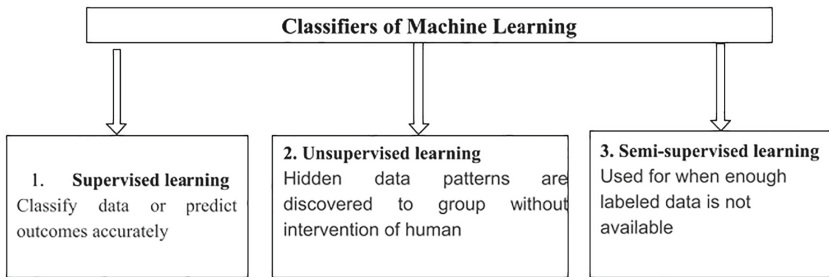 Classifiers of Machine Learning
1. Supervised learning
Classify data or predict
outcomes accurately
2. Unsupervised learning
Hidden data patterns are
discovered to group without
intervention of human
3. Semi-supervised learning
Used for when enough
labeled data is not
available